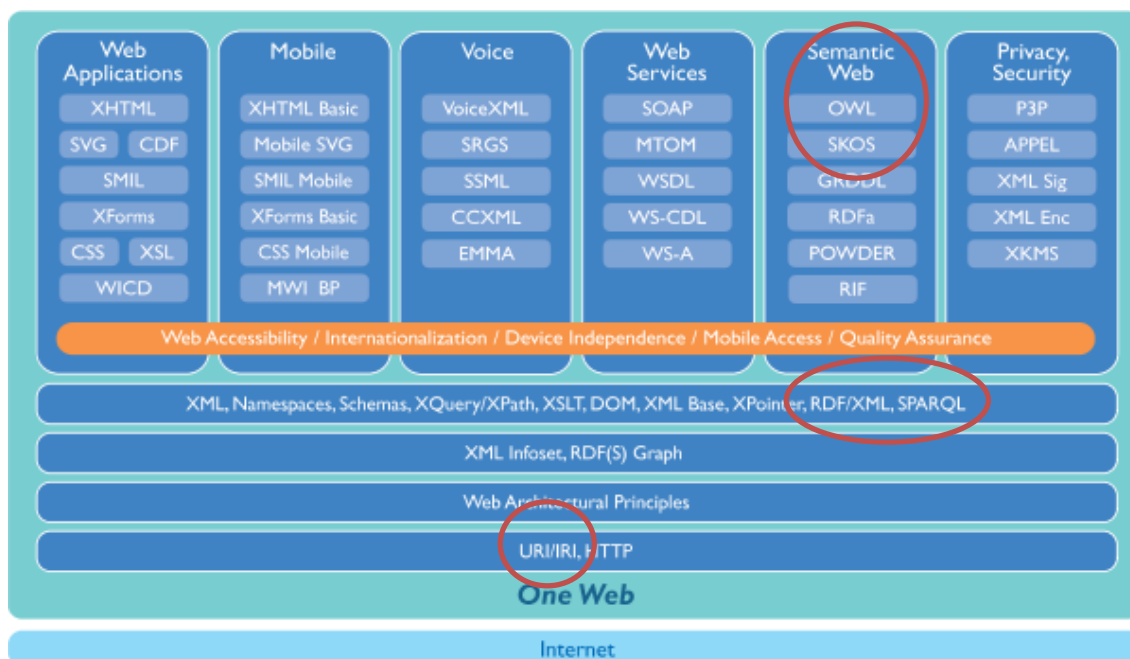 Web
Applications
XHTML
SVG CDF
SMIL
XForms
CSS XSL
WICD
Mobile
XHTML Basic
Mobile SVG
SMIL Mobile
XForms Basic
CSS Mobile
MWI BP
Voice
VoiceXML
SRGS
SSML
CCXML
EMMA
Web
Services
SOAP
MTOM
WSDL
WS-CDL
WS-A
Semantic
Web
OWL
SKOS
GRDDL
RDFa
POWDER
RIF
Privacy,
Security
P3P
APPEL
XML Sig
XML Enc
XKMS
Web Accessibility / Internationalization / Device Independence / Mobile Access / Quality Assurance
XML, Namespaces, Schemas, XQuery/XPath, XSLT, DOM, XML Base, XPointer, RDF/XML, SPARQL
XML Infoset, RDF(S) Graph
Web Architectural Principles
URI/IRI, HTTP
One Web
Internet